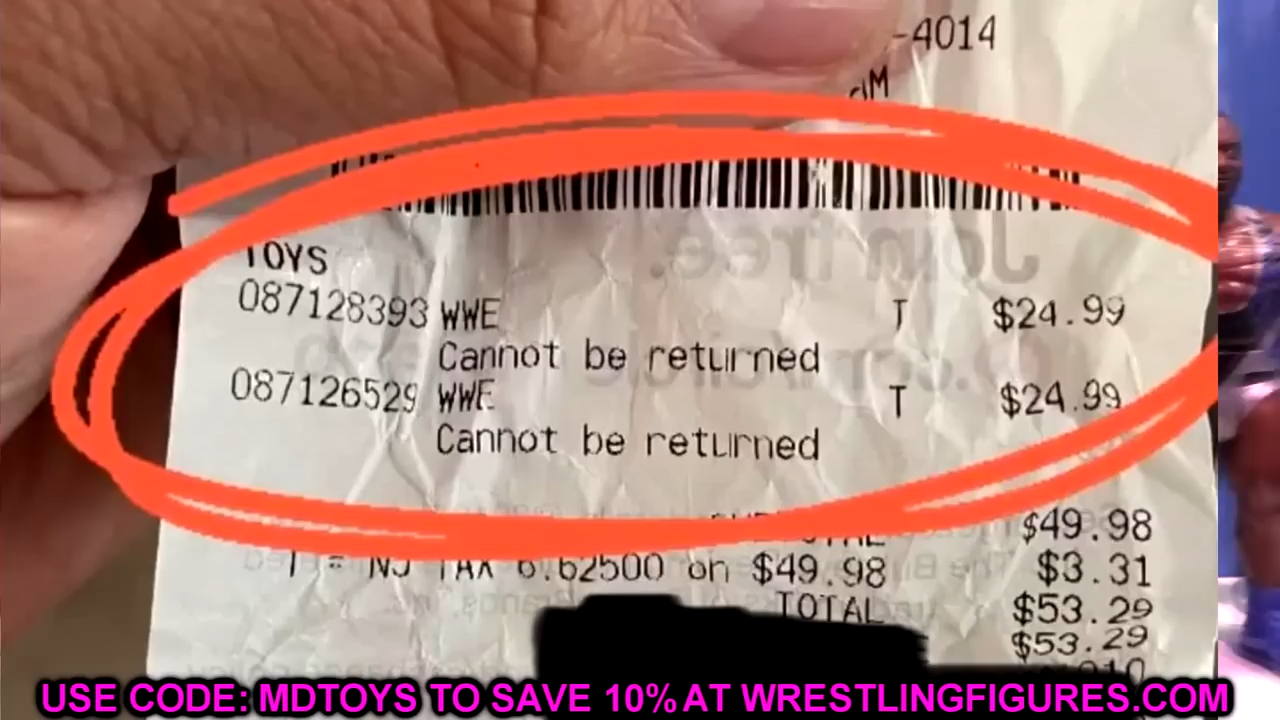 -4014
TOYS
087128393 WWE T $24.99
Cannot be returned
087126529 WWE T $24.99
Cannot be returned
$49.98
T = NJ TAX 6.62500 on $49.98 $3.31
TOTAL $53.29
$53.29
USE CODE: MDTOYS TO SAVE 10% AT WRESTLINGFIGURES.COM